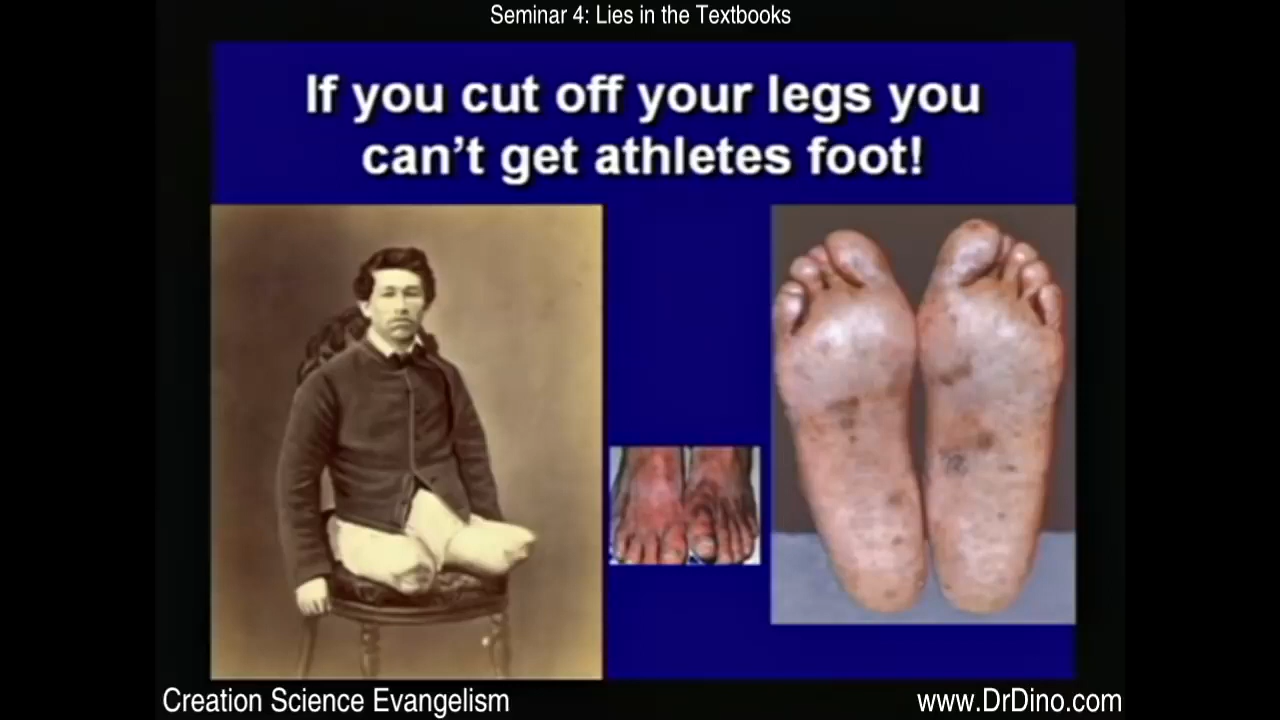 Seminar 4: Lies in the Textbooks
If you cut off your legs you
can't get athletes foot!
Creation Science Evangelism
www.DrDino.com